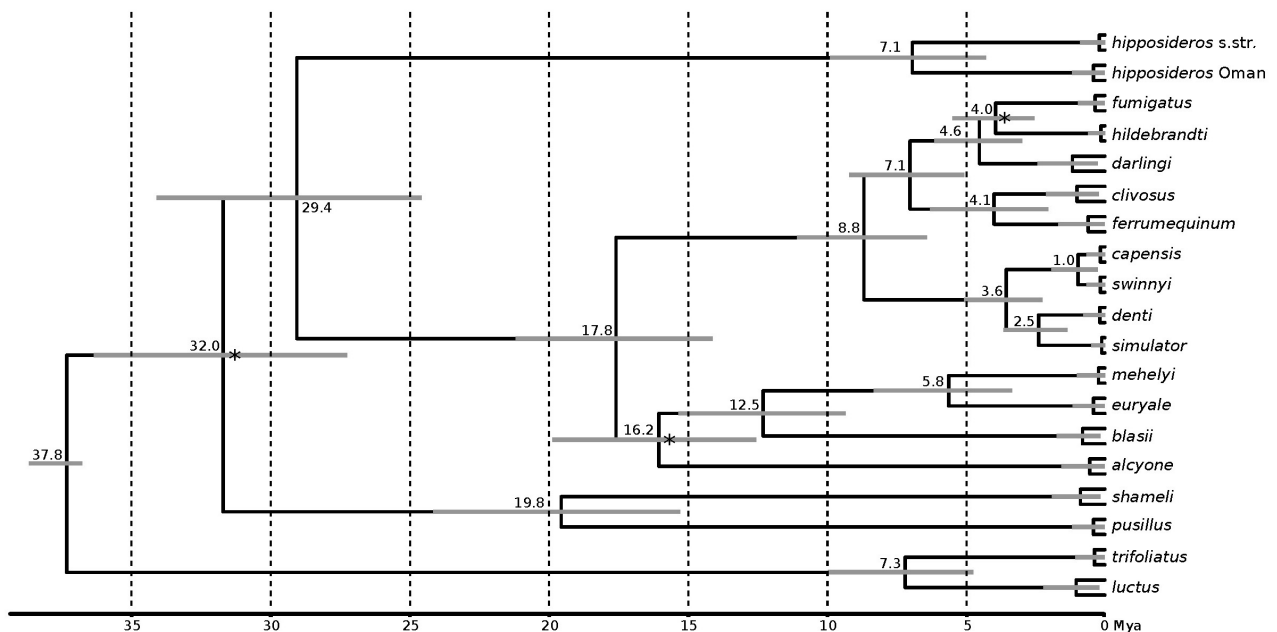 7.1
hipposideros s.str.
hipposideros Oman
fumigatus
4.0
*
hildebrandti
4.6
darlingi
7.1
clivosus
4.1
ferrumequinum
29.4
8.8
capensis
1.0
swinnyi
3.6
denti
2.5
17.8
simulator
32.0
*
mehelyi
5.8
euryale
12.5
blasii
16.2
*
37.8
alcyone
shameli
19.8
pusillus
trifoliatus
7.3
luctus
35 30 25 20 15 10 5 0 Mya